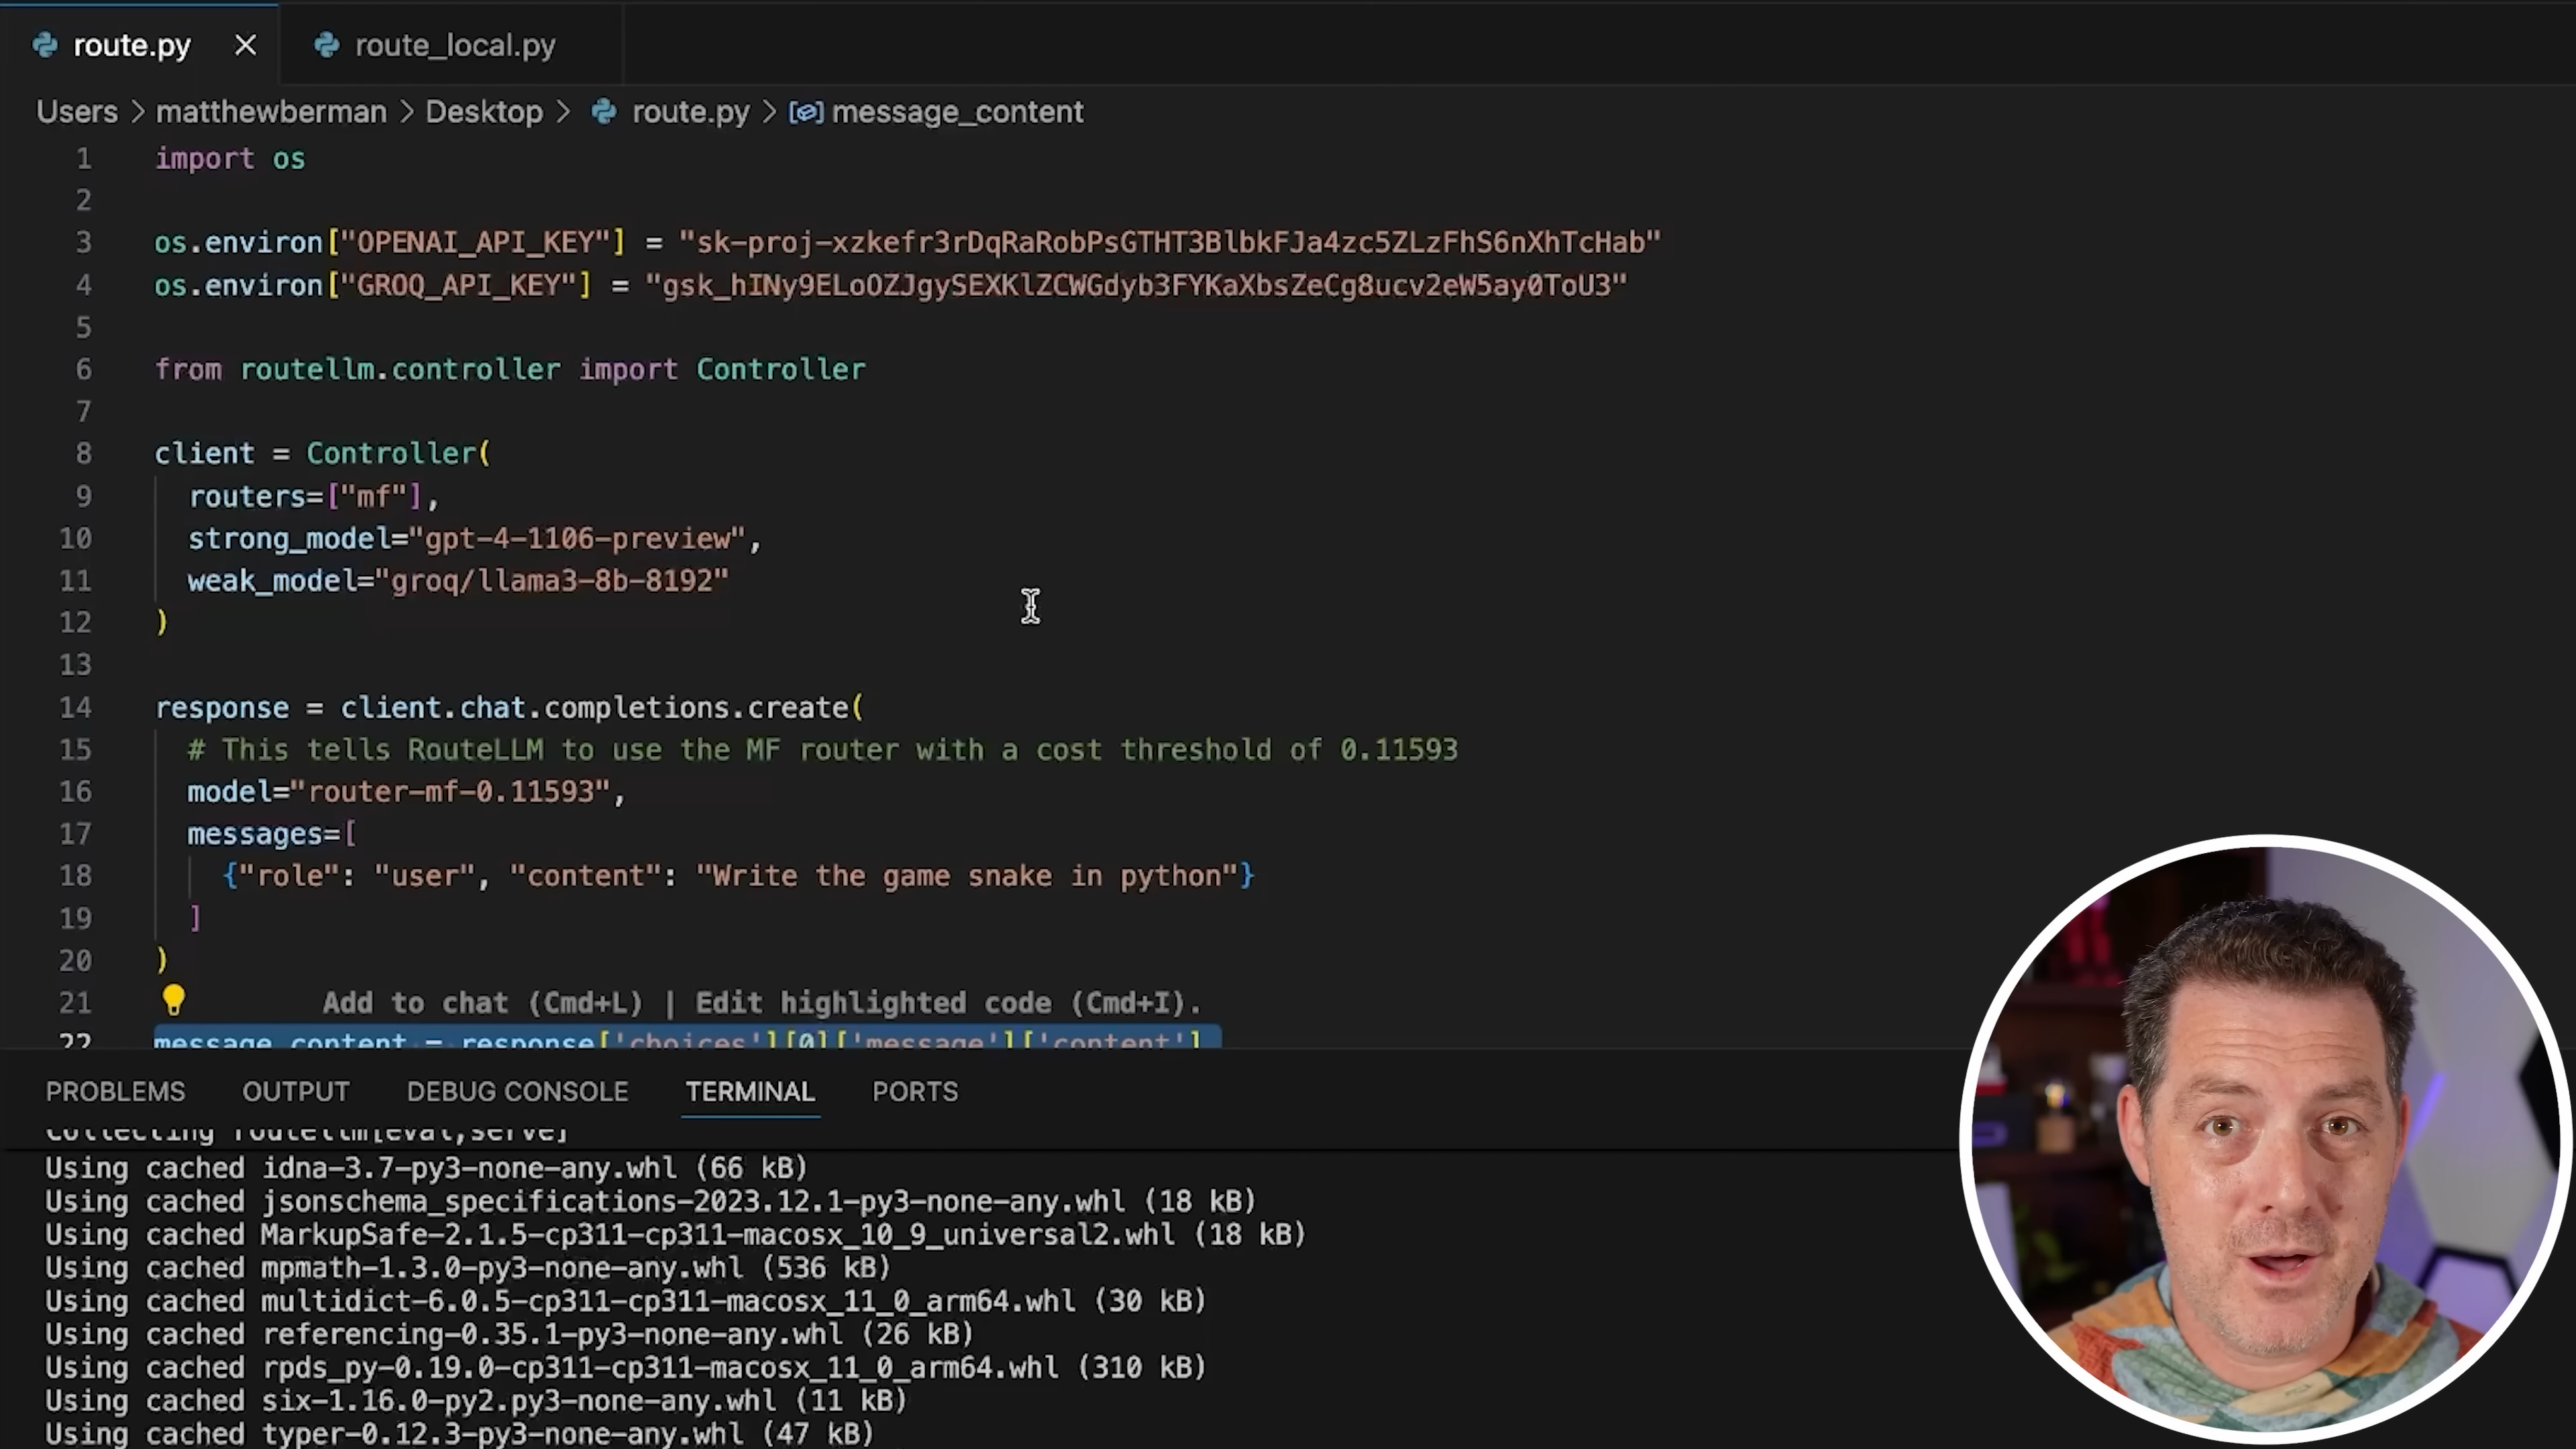 route.py
route_local.py
Users > matthewberman > Desktop > route.py > message_content
1 import os
2
3 os.environ["OPENAI_API_KEY"] = "sk-proj-xzkefr3rDqRaRobPsGTHT3BlbkFJa4zc5ZLzFhS6nXhTcHab"
4 os.environ["GROQ_API_KEY"] = "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"
5
6 from routellm.controller import Controller
7
8 client = Controller(
9 routers=["mf"],
10 strong_model="gpt-4-1106-preview",
11 weak_model="groq/llama3-8b-8192"
12 )
13
14 response = client.chat.completions.create(
15 # This tells RouteLLM to use the MF router with a cost threshold of 0.11593
16 model="router-mf-0.11593",
17 messages=[
18 {"role": "user", "content": "Write the game snake in python"}
19 ]
20 )
21 Add to chat (Cmd+L) | Edit highlighted code (Cmd+I).
22 message_content = response['choices'][0]['message']['content']
PROBLEMS OUTPUT DEBUG CONSOLE TERMINAL PORTS
Collecting routellm[eval,serve]
Using cached idna-3.7-py3-none-any.whl (66 kB)
Using cached jsonschema_specifications-2023.12.1-py3-none-any.whl (18 kB)
Using cached MarkupSafe-2.1.5-cp311-cp311-macosx_10_9_universal2.whl (18 kB)
Using cached mpmath-1.3.0-py3-none-any.whl (536 kB)
Using cached multidict-6.0.5-cp311-cp311-macosx_11_0_arm64.whl (30 kB)
Using cached referencing-0.35.1-py3-none-any.whl (26 kB)
Using cached rpds_py-0.19.0-cp311-cp311-macosx_11_0_arm64.whl (310 kB)
Using cached six-1.16.0-py2.py3-none-any.whl (11 kB)
Using cached typer-0.12.3-py3-none-any.whl (47 kB)